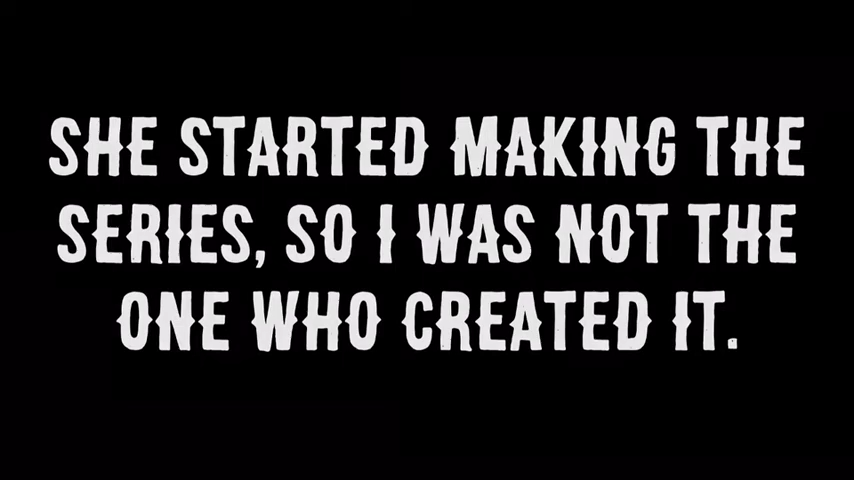 SHE STARTED MAKING THE
SERIES, SO I WAS NOT THE
ONE WHO CREATED IT.